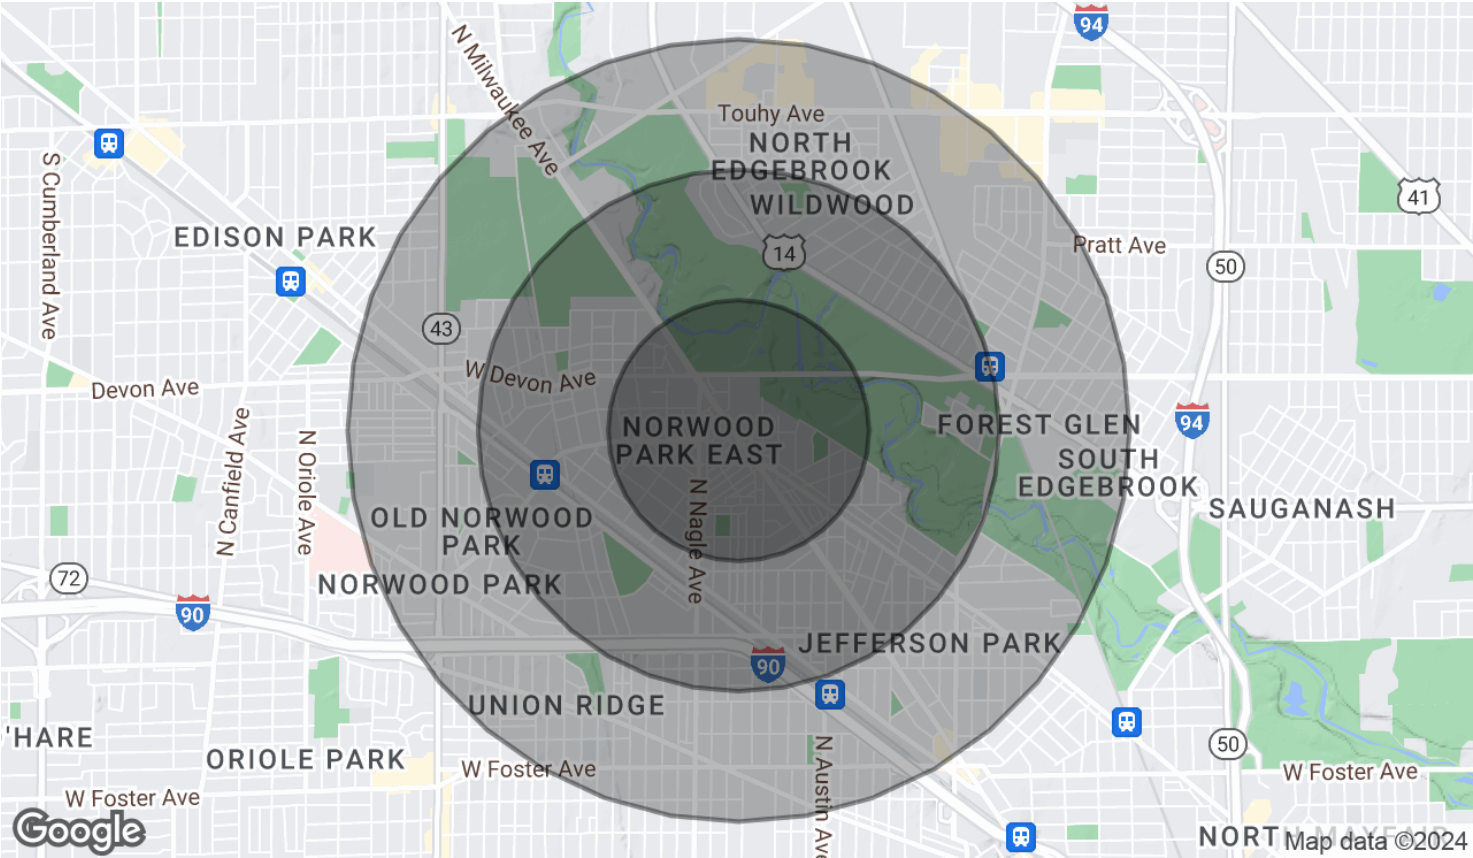 94
N Milwaukee Ave
Touhy Ave
NORTH
EDGEBROOK
WILDWOOD
41
S Cumberland Ave
EDISON PARK
14
Pratt Ave
50
43
W Devon Ave
Devon Ave
94
NORWOOD
PARK EAST
FOREST GLEN
SOUTH
EDGEBROOK
SAUGANASH
N Canfield Ave
N Oriole Ave
N Nagle Ave
OLD NORWOOD
PARK
72
NORWOOD PARK
90
JEFFERSON PARK
90
UNION RIDGE
'HARE
ORIOLE PARK
50
N Austin Ave
W Foster Ave
W Foster Ave
W Foster Ave
Google
NORTH MAYFAIR
Map data ©2024